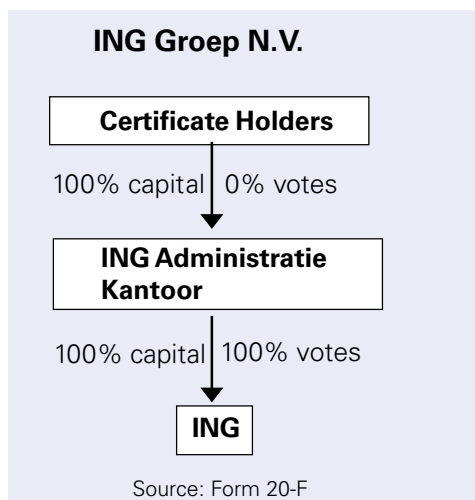 ING Groep N.V.
Certificate Holders
100% capital 0% votes
ING Administratie
Kantoor
100% capital 100% votes
ING
Source: Form 20-F